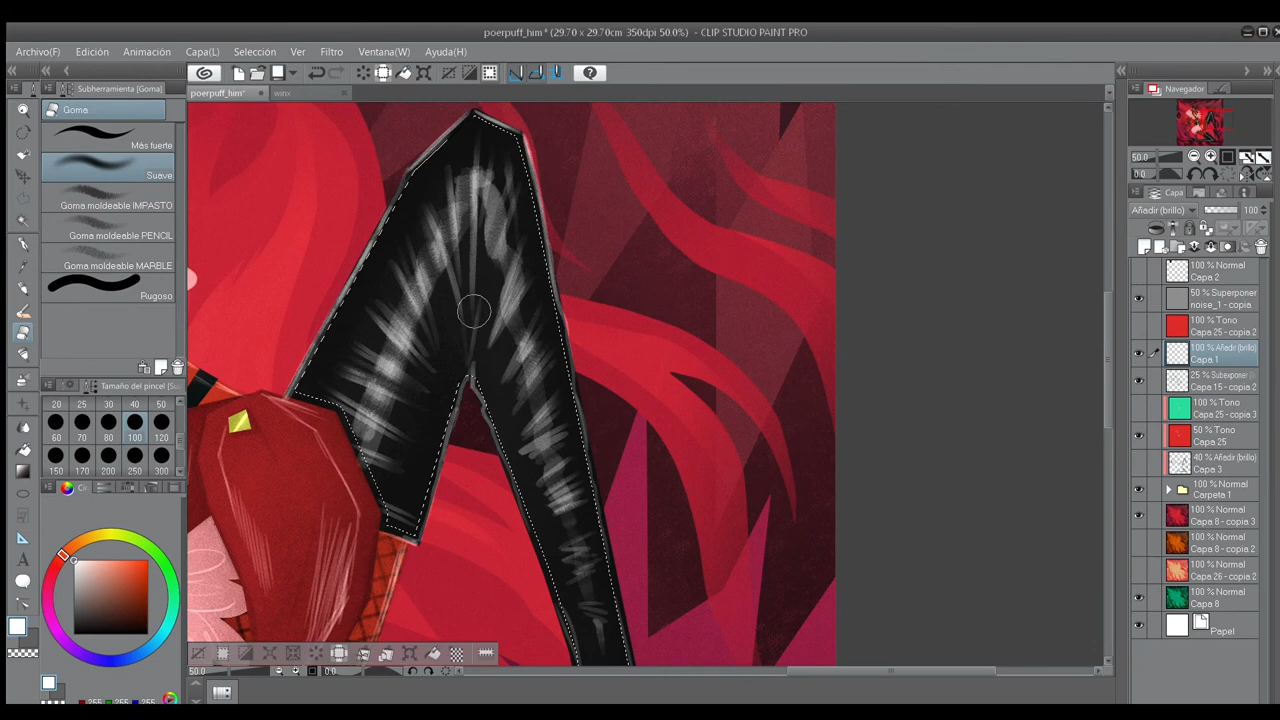 poerpuff_him* (29.70 x 29.70cm 350dpi 50.0%) - CLIP STUDIO PAINT PRO
Archivo(F) Edición Animación Capa(L) Selección Ver Filtro Ventana(W) Ayuda(H)
Subherramienta [Goma]
poerpuff_him*
winx
Goma
Más fuerte
Suave
Goma moldeable IMPASTO
Goma moldeable PENCIL
Goma moldeable MARBLE
Rugoso
Tamaño del pincel [Su
20 25 30 40 50
60 70 80 100 120
150 170 200 250 300
255 255 255
50.0
0.0
Navegador
50.0
0.0
Capa
Añadir (brillo) 100
100 % Normal
Capa 2
50 % Superponer
noise_1 - copia
100 % Tono
Capa 25 - copia 2
100 % Añadir (brillo)
Capa 1
25 % Subexponer
Capa 15 - copia 2
100 % Tono
Capa 25 - copia 3
50 % Tono
Capa 25
40 % Añadir (brillo)
Capa 3
100 % Normal
Carpeta 1
100 % Normal
Capa 8 - copia 3
100 % Normal
Capa 8 - copia 2
100 % Normal
Capa 26 - copia 2
100 % Normal
Capa 8
Papel